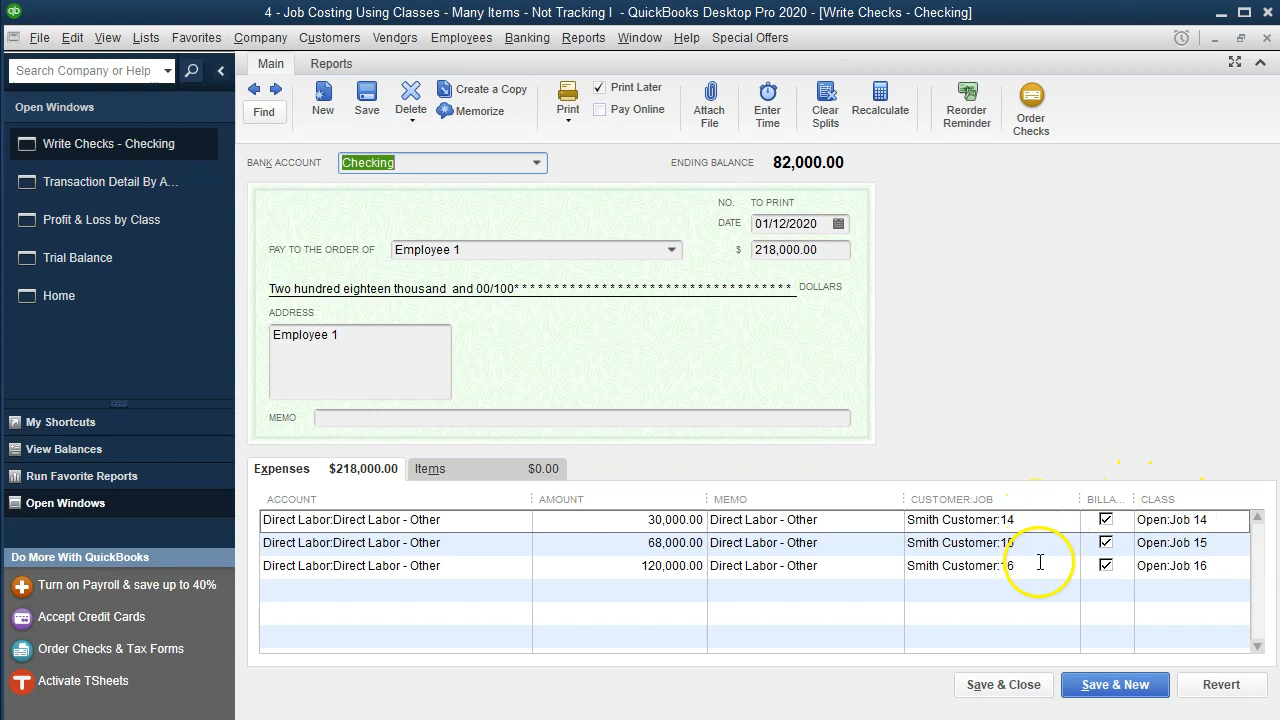 4 - Job Costing Using Classes - Many Items - Not Tracking I - QuickBooks Desktop Pro 2020 - [Write Checks - Checking]
File Edit View Lists Favorites Company Customers Vendors Employees Banking Reports Window Help Special Offers
Search Company or Help
Main Reports
Find
New
Save
Delete
Create a Copy
Memorize
Print
Print Later
Pay Online
Attach File
Enter Time
Clear Splits
Recalculate
Reorder Reminder
Order Checks
Open Windows
Write Checks - Checking
Transaction Detail By A...
Profit & Loss by Class
Trial Balance
Home
My Shortcuts
View Balances
Run Favorite Reports
Open Windows
Do More With QuickBooks
Turn on Payroll & save up to 40%
Accept Credit Cards
Order Checks & Tax Forms
Activate TSheets
BANK ACCOUNT Checking ENDING BALANCE 82,000.00
NO. TO PRINT
DATE 01/12/2020
PAY TO THE ORDER OF Employee 1 $ 218,000.00
Two hundred eighteen thousand and 00/100* * * * * * * * * * * * * * * * * * * * * * * * * * * * * * * * * DOLLARS
ADDRESS
Employee 1
MEMO
Expenses $218,000.00 Items $0.00
ACCOUNT AMOUNT MEMO CUSTOMER:JOB BILLA... CLASS
Direct Labor:Direct Labor - Other 30,000.00 Direct Labor - Other Smith Customer:14 Open:Job 14
Direct Labor:Direct Labor - Other 68,000.00 Direct Labor - Other Smith Customer:15 Open:Job 15
Direct Labor:Direct Labor - Other 120,000.00 Direct Labor - Other Smith Customer:16 Open:Job 16
Save & Close Save & New Revert